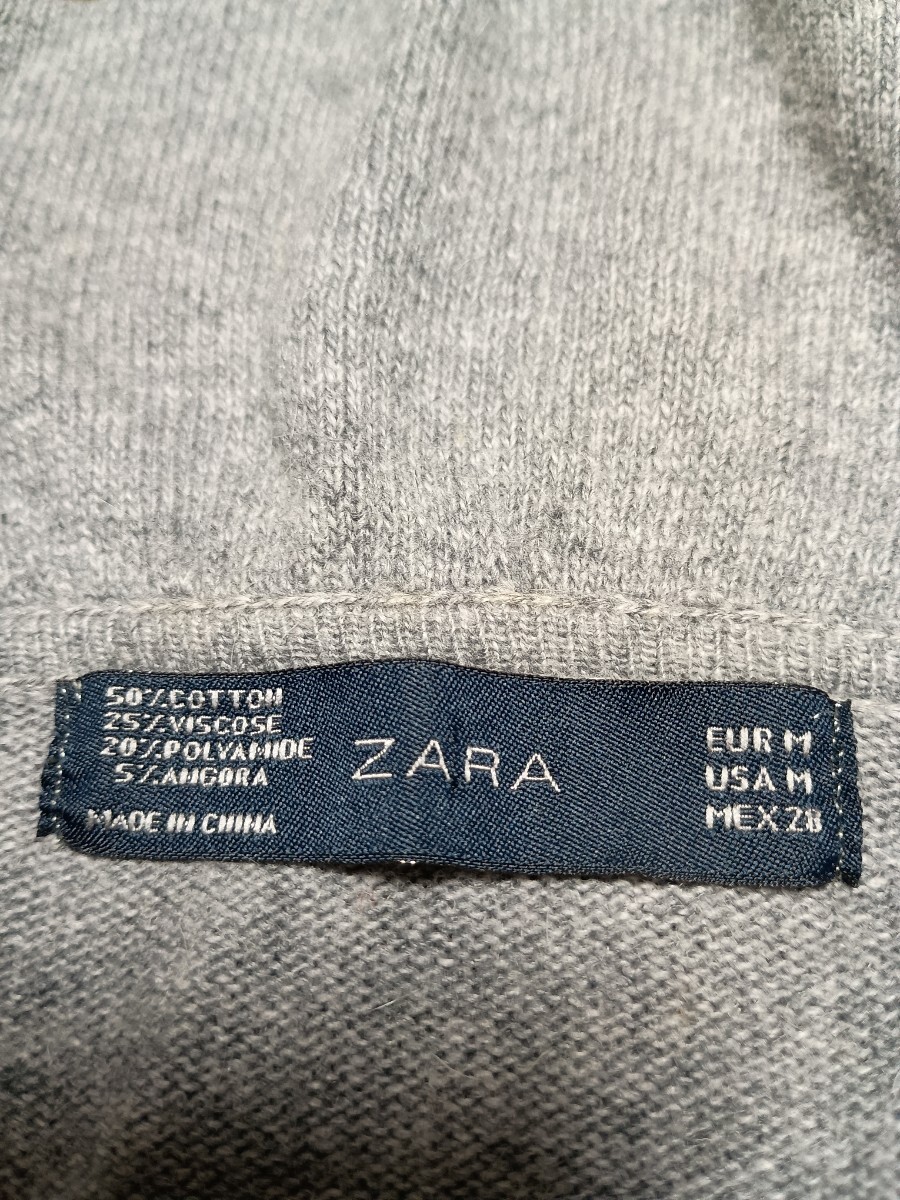 50%COTTON
25%VISCOSE
20%POLYAMIDE
5%ANGORA
MADE IN CHINA
ZARA
EUR M
USA M
MEX 28